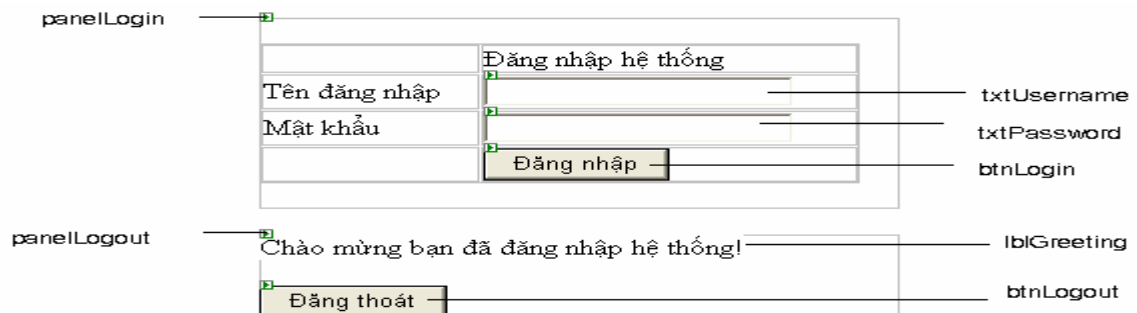 panelLogin
Đăng nhập hệ thống
Tên đăng nhập
txtUsername
Mật khẩu
txtPassword
Đăng nhập
btnLogin
panelLogout
Chào mừng bạn đã đăng nhập hệ thống!
lblGreeting
Đăng thoát
btnLogout